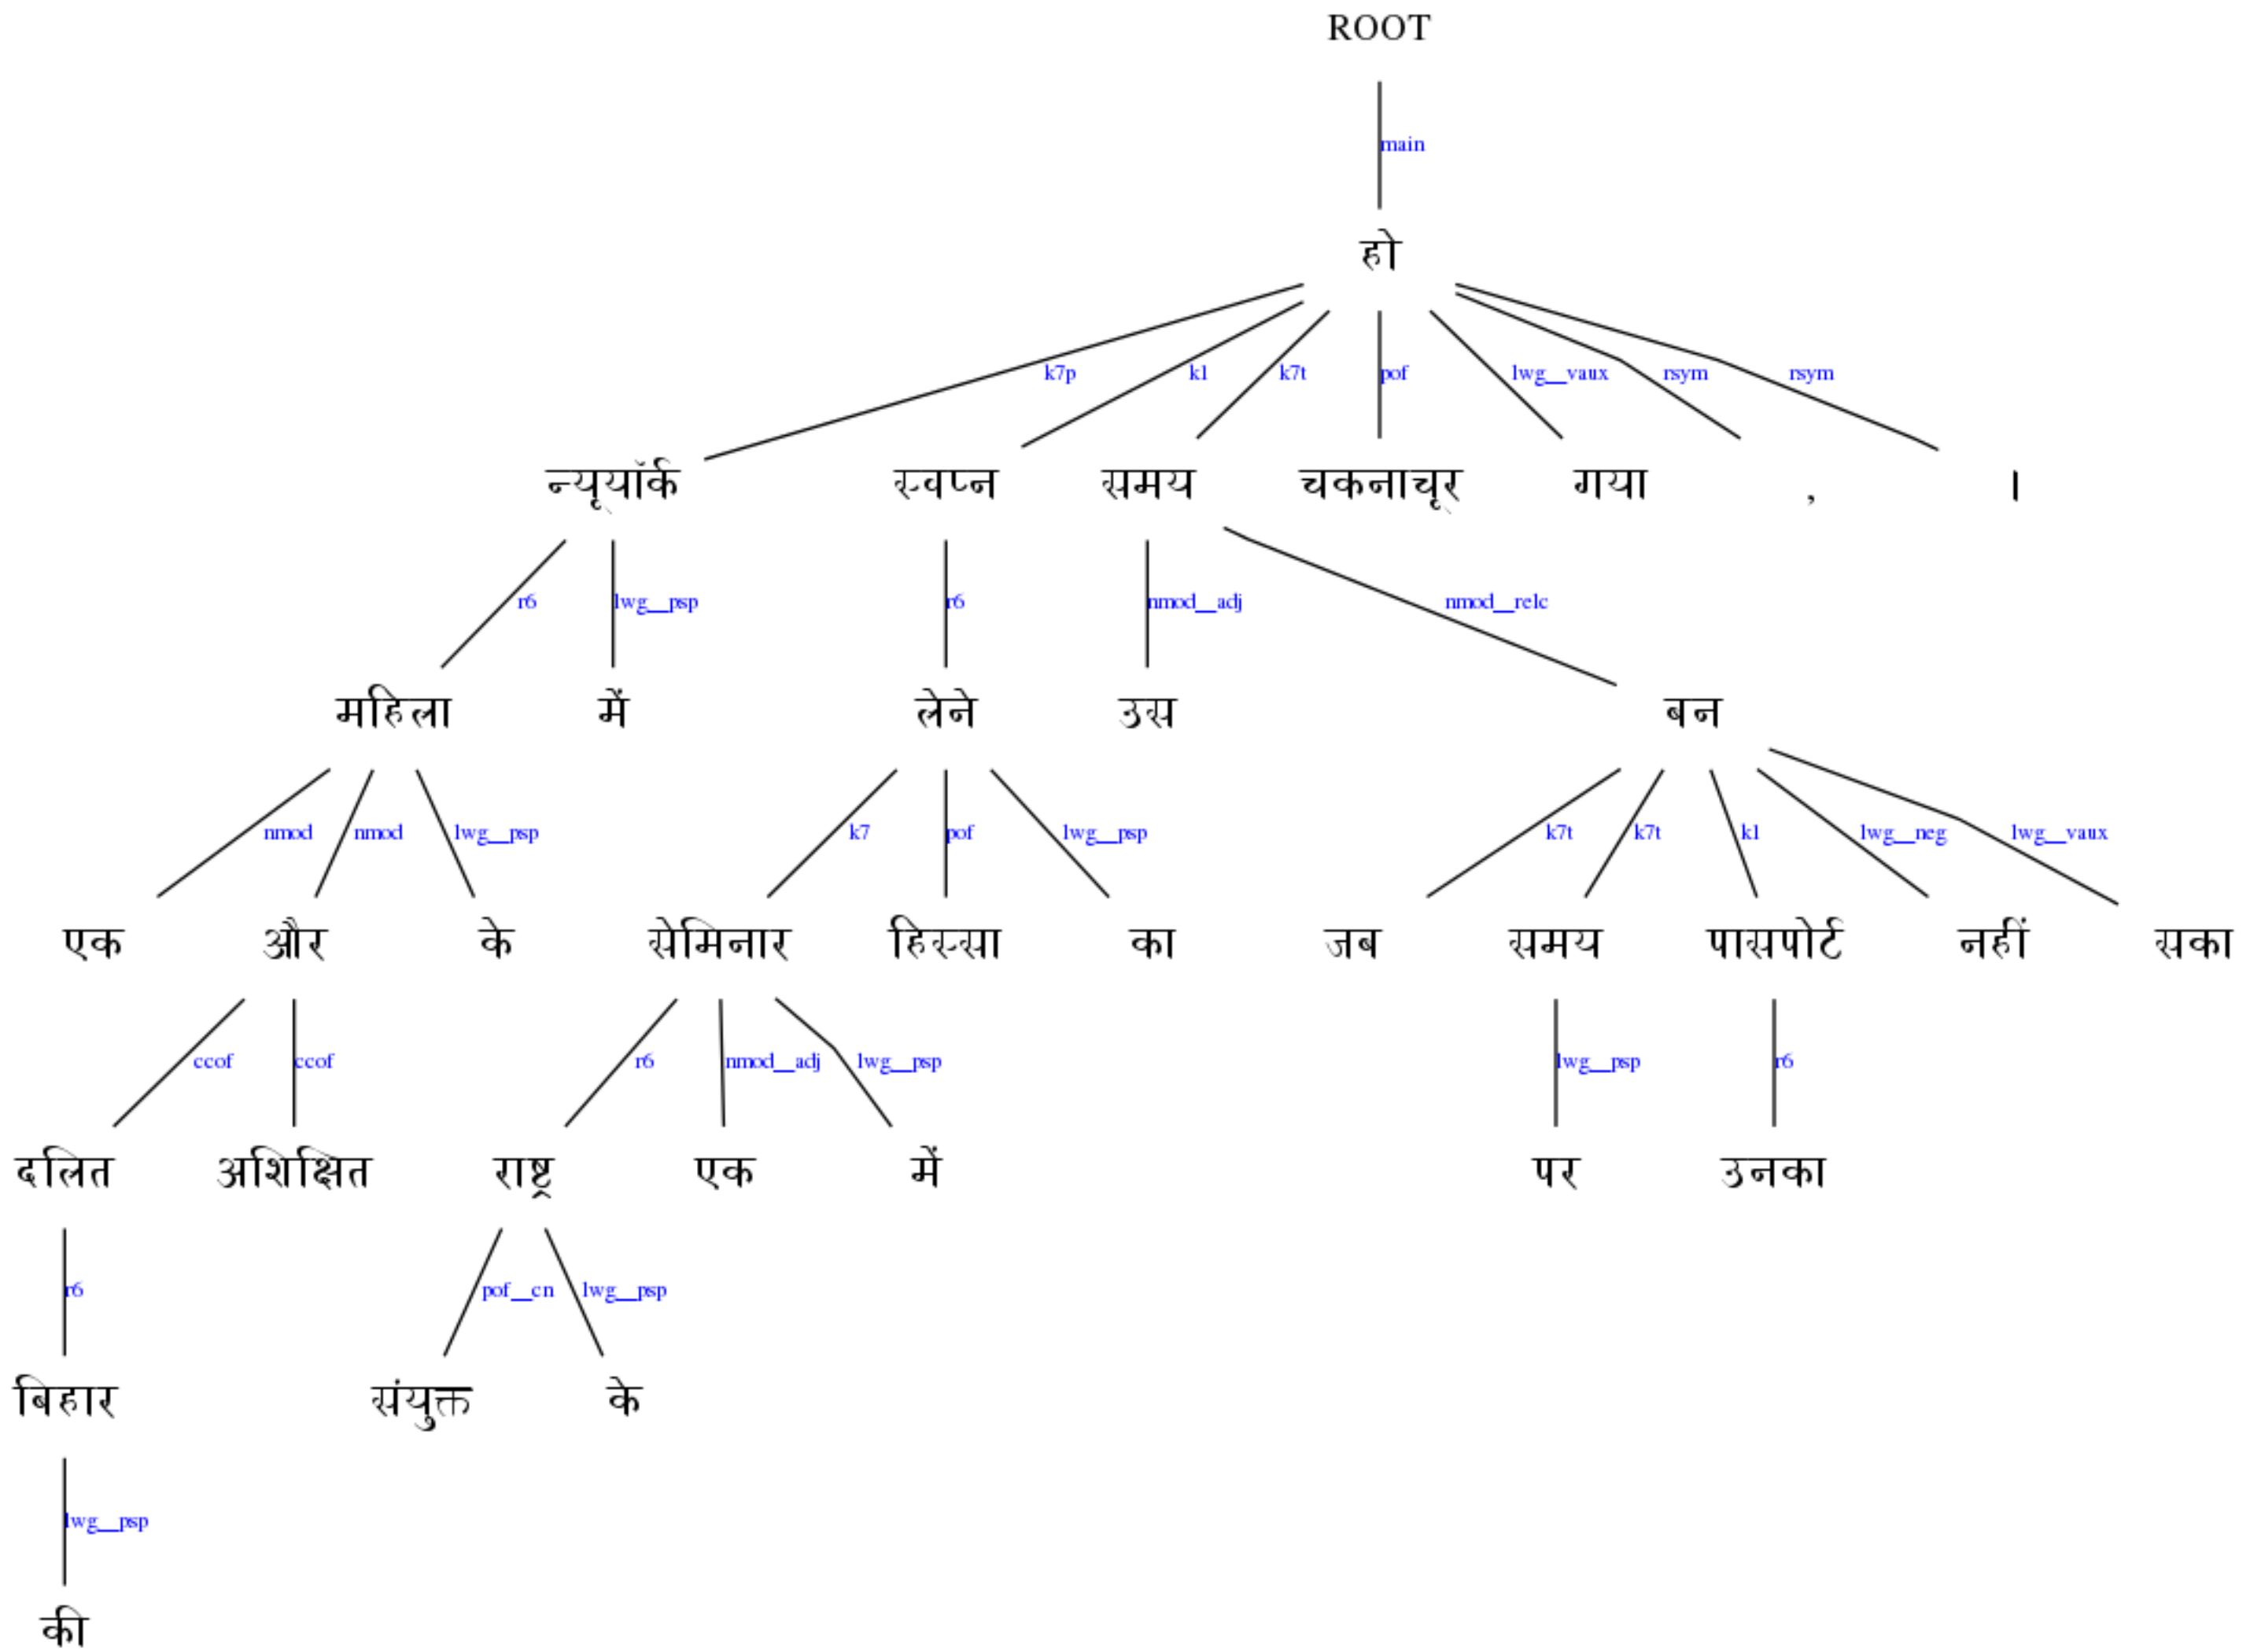 ROOT
main
हो
k7p k1 k7t pof lwg__vaux rsym rsym
न्यूयॉर्क स्वप्न समय चकनाचूर गया , ।
r6 lwg__psp r6 nmod__adj nmod__relc
महिला में लेने उस बन
nmod nmod lwg__psp k7 pof lwg__psp k7t k7t k1 lwg__neg lwg__vaux
एक और के सेमिनार हिस्सा का जब समय पासपोर्ट नहीं सका
ccof ccof r6 nmod__adj lwg__psp lwg__psp r6
दलित अशिक्षित राष्ट्र एक में पर उनका
r6 pof__cn lwg__psp
बिहार संयुक्त के
lwg__psp
की